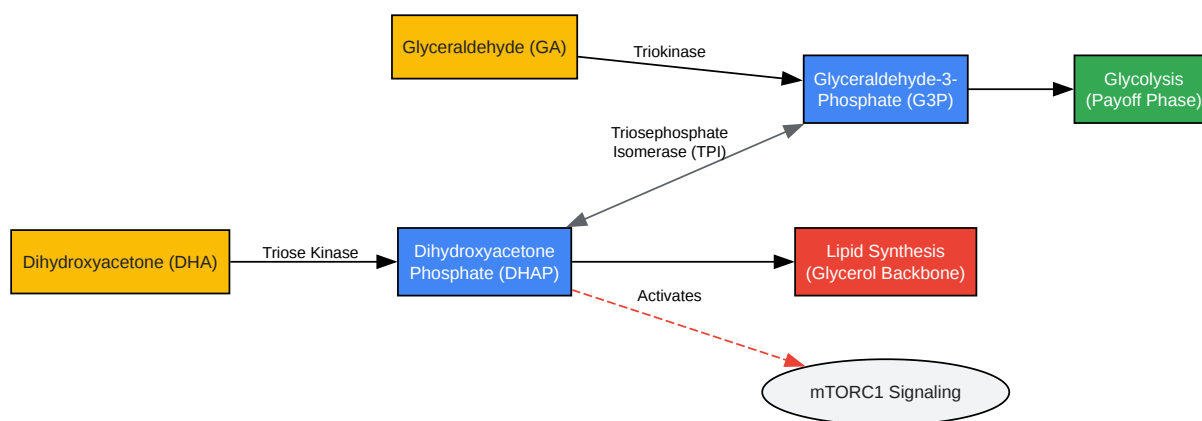 Glyceraldehyde (GA)
Triokinase
Glyceraldehyde-3-
Phosphate (G3P)
Glycolysis
(Payoff Phase)
Triosephosphate
Isomerase (TPI)
Dihydroxyacetone (DHA)
Triose Kinase
Dihydroxyacetone
Phosphate (DHAP)
Lipid Synthesis
(Glycerol Backbone)
Activates
mTORC1 Signaling